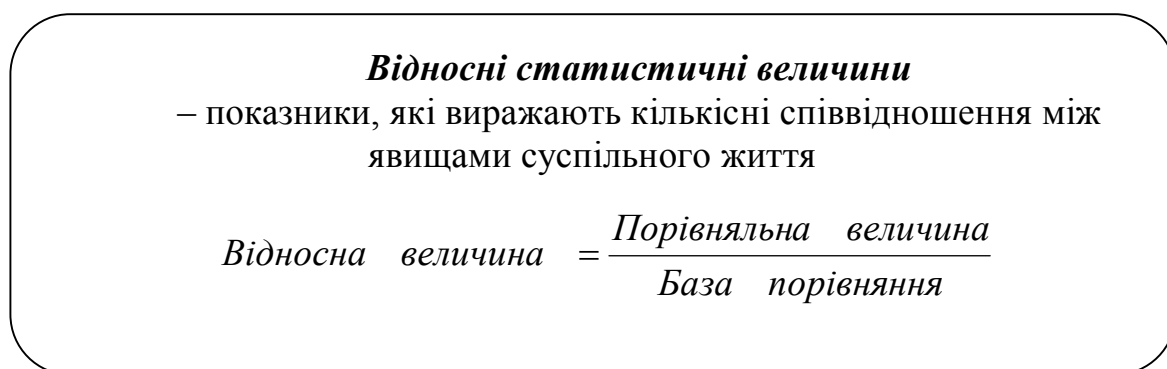 Відносні статистичні величини
– показники, які виражають кількісні співвідношення між
явищами суспільного життя
Відносна величина = Порівняльна величина
База порівняння